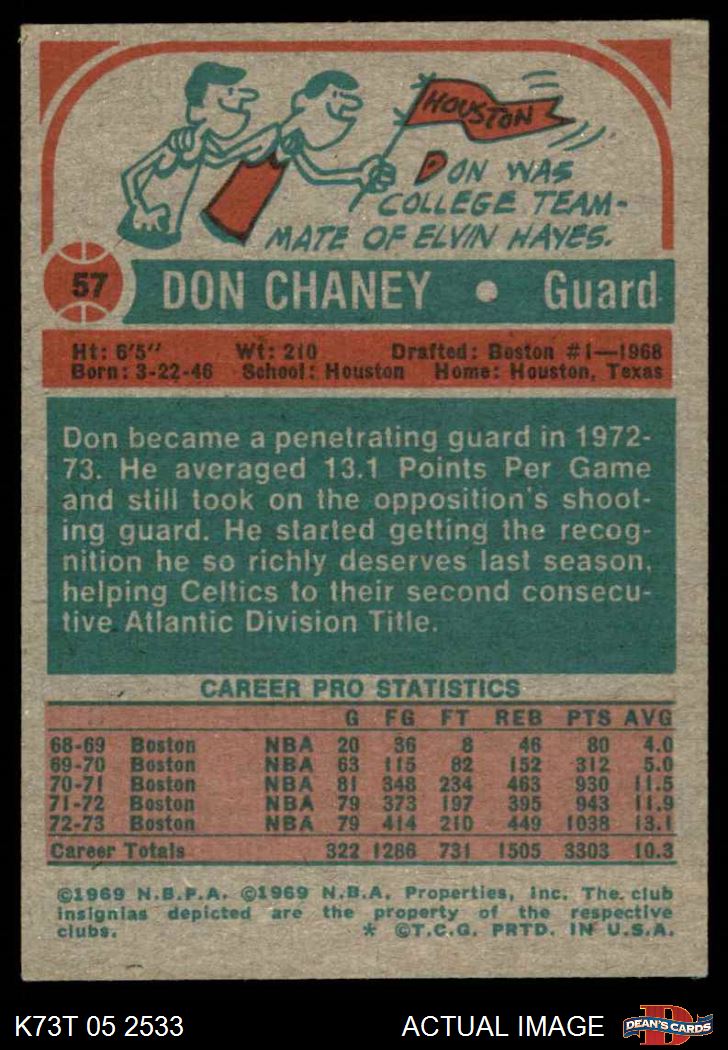 HOUSTON
DON WAS
COLLEGE TEAM-
MATE OF ELVIN HAYES.
57 DON CHANEY • Guard
Ht: 6'5" Wt: 210 Drafted: Boston #1—1968
Born: 3-22-46 School: Houston Home: Houston, Texas
Don became a penetrating guard in 1972-
73. He averaged 13.1 Points Per Game
and still took on the opposition's shoot-
ing guard. He started getting the recog-
nition he so richly deserves last season,
helping Celtics to their second consecu-
tive Atlantic Division Title.
CAREER PRO STATISTICS
G FG FT REB PTS AVG
68-69 Boston NBA 20 36 8 46 80 4.0
69-70 Boston NBA 63 115 82 152 312 5.0
70-71 Boston NBA 81 348 234 463 930 11.5
71-72 Boston NBA 79 373 197 395 943 11.9
72-73 Boston NBA 79 414 210 449 1038 13.1
Career Totals 322 1286 731 1505 3303 10.3
©1969 N.B.P.A. ©1969 N.B.A. Properties, Inc. The club
insignias depicted are the property of the respective
clubs. * ©T.C.G. PRTD. IN U.S.A.
K73T 05 2533 ACTUAL IMAGE D DEAN'S CARDS